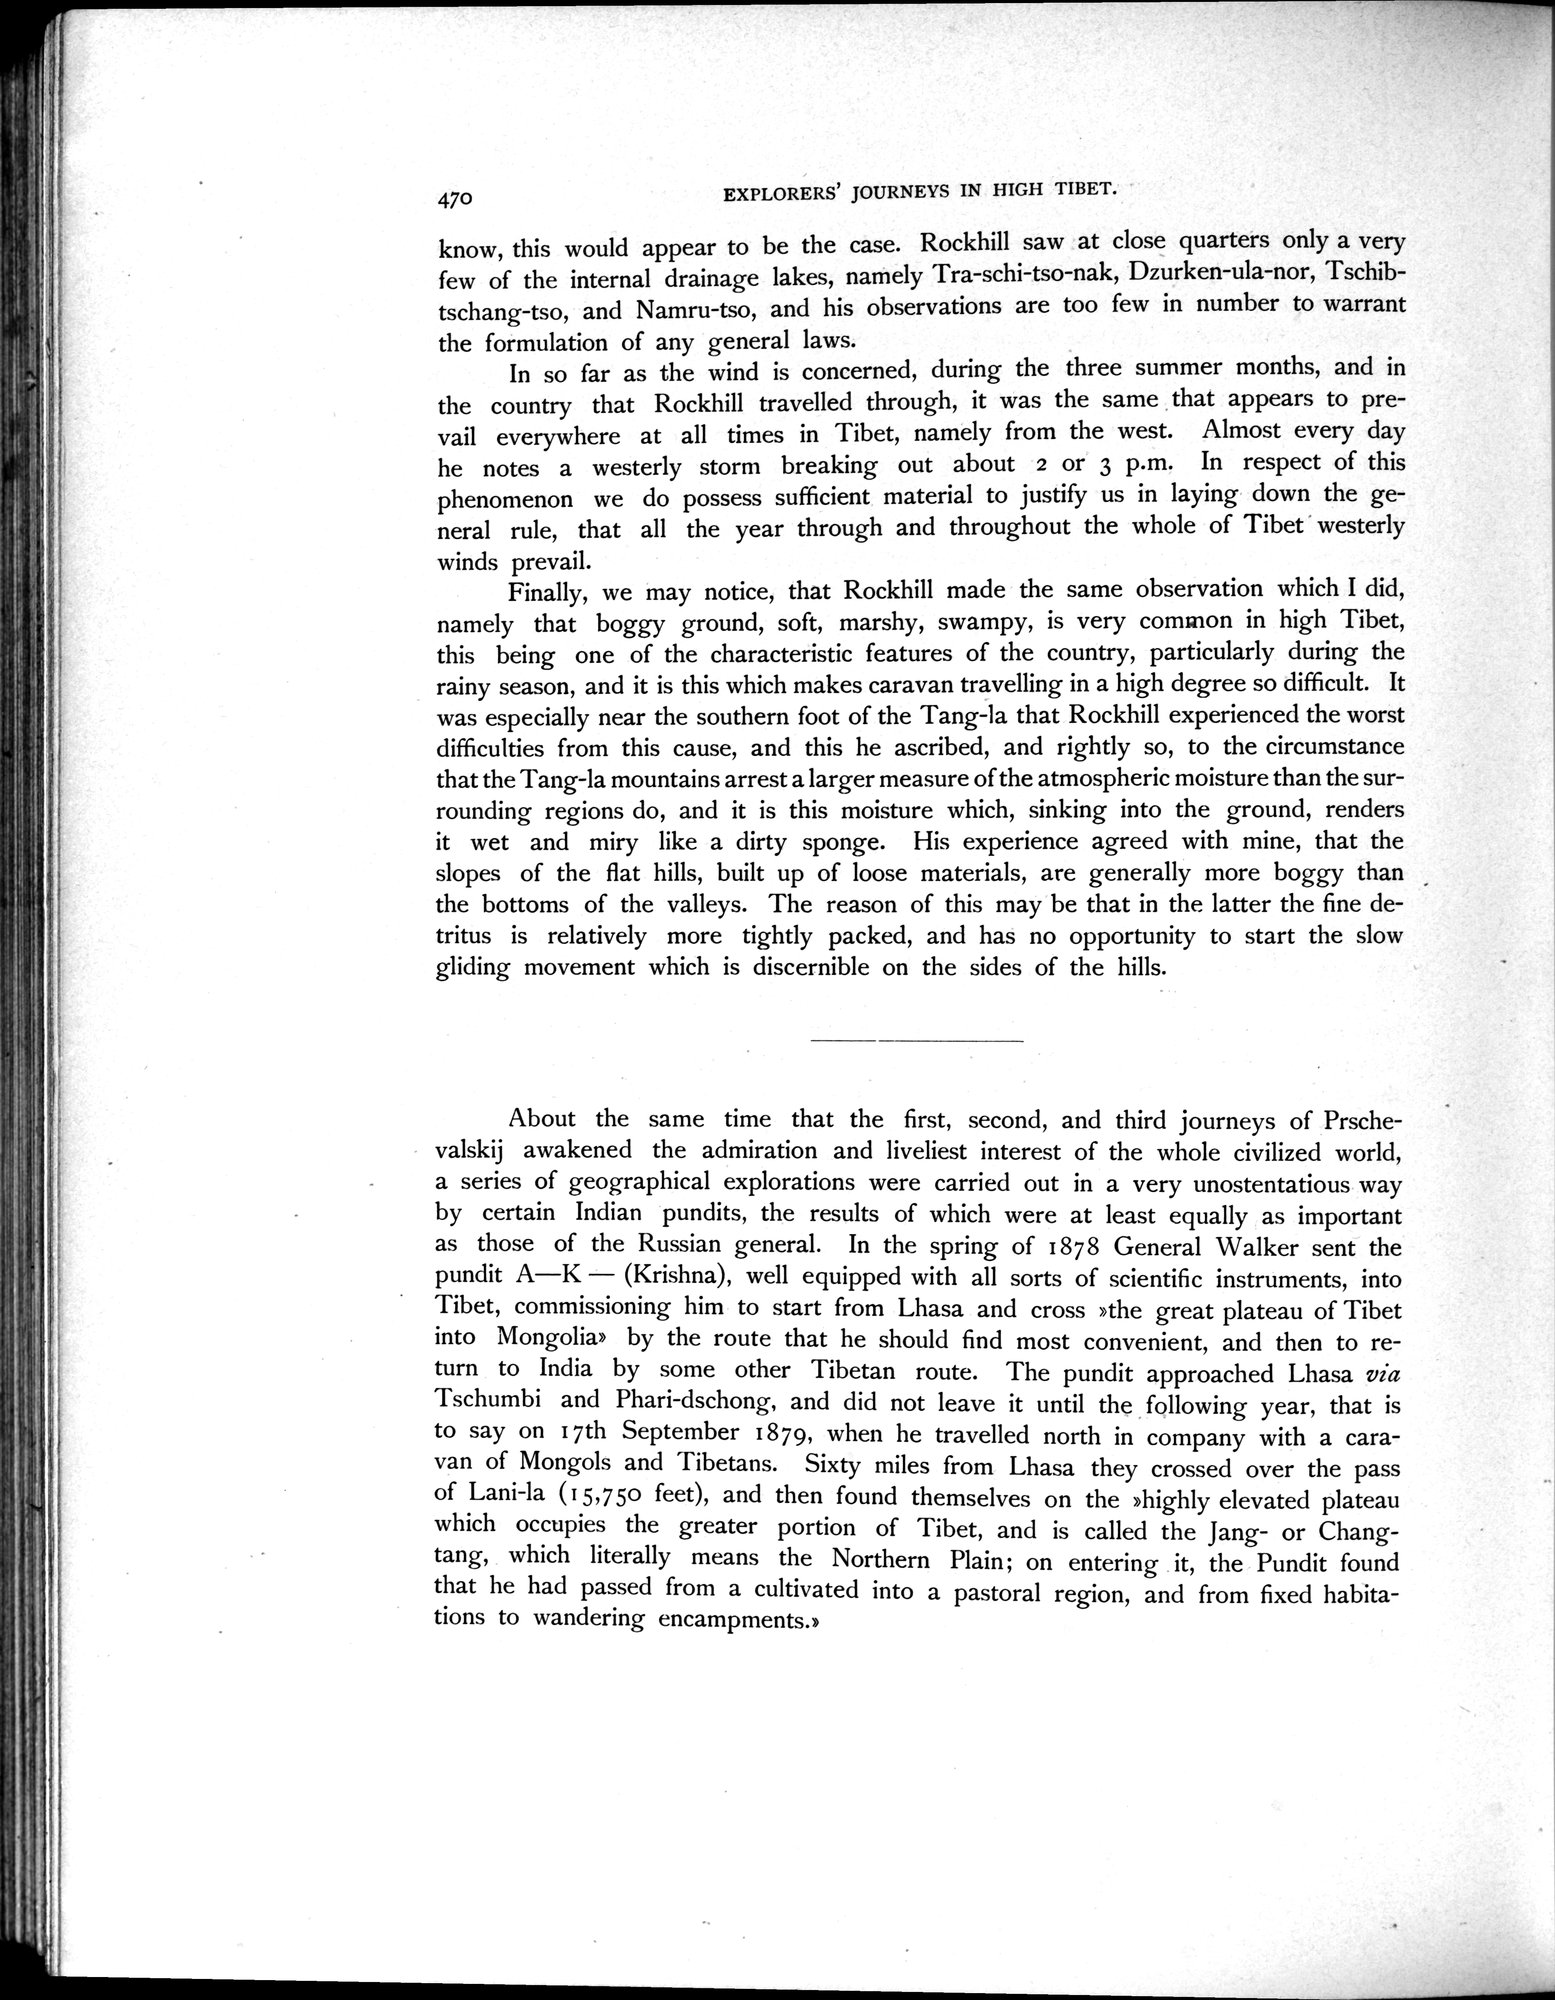 470
EXPLORERS' JOURNEYS IN HIGH TIBET.
know, this would appear to be the case. Rockhill saw at close quarters only a very
few of the internal drainage lakes, namely Tra-schi-tso-nak, Dzurken-ula-nor, Tschib-
tschang-tso, and Namru-tso, and his observations are too few in number to warrant
the formulation of any general laws.
In so far as the wind is concerned, during the three summer months, and in
the country that Rockhill travelled through, it was the same that appears to pre-
vail everywhere at all times in Tibet, namely from the west. Almost every day
he notes a westerly storm breaking out about 2 or 3 p.m. In respect of this
phenomenon we do possess sufficient material to justify us in laying down the ge-
neral rule, that all the year through and throughout the whole of Tibet westerly
winds prevail.
Finally, we may notice, that Rockhill made the same observation which I did,
namely that boggy ground, soft, marshy, swampy, is very common in high Tibet,
this being one of the characteristic features of the country, particularly during the
rainy season, and it is this which makes caravan travelling in a high degree so difficult. It
was especially near the southern foot of the Tang-la that Rockhill experienced the worst
difficulties from this cause, and this he ascribed, and rightly so, to the circumstance
that the Tang-la mountains arrest a larger measure of the atmospheric moisture than the sur-
rounding regions do, and it is this moisture which, sinking into the ground, renders
it wet and miry like a dirty sponge. His experience agreed with mine, that the
slopes of the flat hills, built up of loose materials, are generally more boggy than
the bottoms of the valleys. The reason of this may be that in the latter the fine de-
tritus is relatively more tightly packed, and has no opportunity to start the slow
gliding movement which is discernible on the sides of the hills.
About the same time that the first, second, and third journeys of Prsche-
valskij awakened the admiration and liveliest interest of the whole civilized world,
a series of geographical explorations were carried out in a very unostentatious way
by certain Indian pundits, the results of which were at least equally as important
as those of the Russian general. In the spring of 1878 General Walker sent the
pundit A—K — (Krishna), well equipped with all sorts of scientific instruments, into
Tibet, commissioning him to start from Lhasa and cross »the great plateau of Tibet
into Mongolia» by the route that he should find most convenient, and then to re-
turn to India by some other Tibetan route. The pundit approached Lhasa via
Tschumbi and Phari-dschong, and did not leave it until the following year, that is
to say on 17th September 1879, when he travelled north in company with a cara-
van of Mongols and Tibetans. Sixty miles from Lhasa they crossed over the pass
of Lani-la (15,750 feet), and then found themselves on the »highly elevated plateau
which occupies the greater portion of Tibet, and is called the Jang- or Chang-
tang, which literally means the Northern Plain; on entering it, the Pundit found
that he had passed from a cultivated into a pastoral region, and from fixed habita-
tions to wandering encampments.»